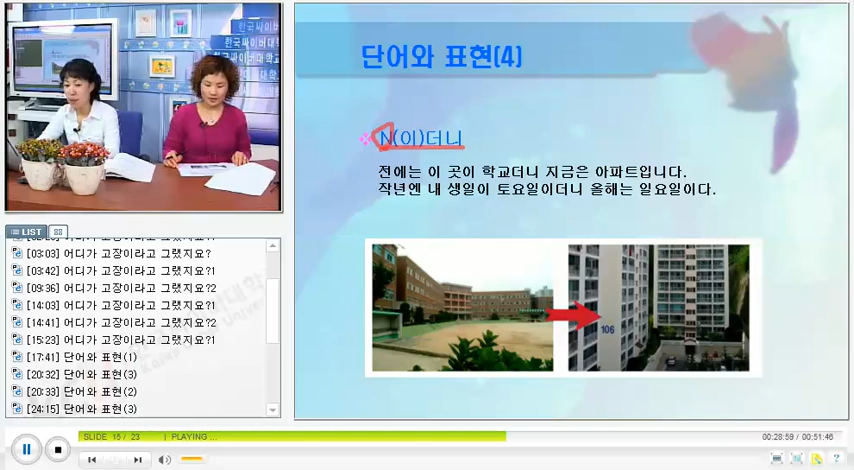 단어와 표현(4)
N(이)더니
전에는 이 곳이 학교더니 지금은 아파트입니다.
작년엔 내 생일이 토요일이더니 올해는 일요일이다.
106
LIST
[03:03] 어디가 고장이라고 그랬지요?
[03:42] 어디가 고장이라고 그랬지요?1
[09:36] 어디가 고장이라고 그랬지요?2
[14:03] 어디가 고장이라고 그랬지요?1
[14:41] 어디가 고장이라고 그랬지요?2
[15:23] 어디가 고장이라고 그랬지요?1
[17:41] 단어와 표현(1)
[20:32] 단어와 표현(3)
[20:33] 단어와 표현(2)
[24:15] 단어와 표현(3)
SLIDE 15 / 23 | PLAYING ...
00:28:59 / 00:51:46